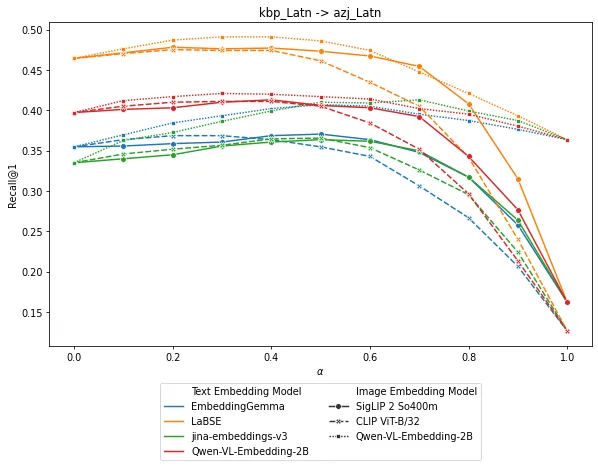 kbp_Latn -> azj_Latn
Recall@1
0.50
0.45
0.40
0.35
0.30
0.25
0.20
0.15
0.0 0.2 0.4 0.6 0.8 1.0
α
Text Embedding Model
EmbeddingGemma
LaBSE
jina-embeddings-v3
Qwen-VL-Embedding-2B
Image Embedding Model
SigLIP 2 So400m
CLIP ViT-B/32
Qwen-VL-Embedding-2B